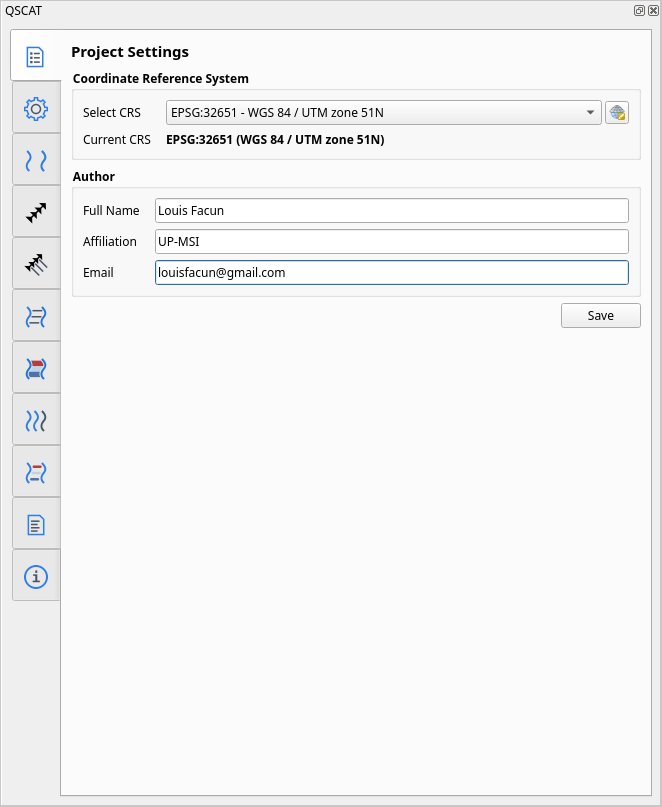 QSCAT
Project Settings
Coordinate Reference System
Select CRS EPSG:32651 - WGS 84 / UTM zone 51N
Current CRS EPSG:32651 (WGS 84 / UTM zone 51N)
Author
Full Name Louis Facun
Affiliation UP-MSI
Email louisfacun@gmail.com
Save